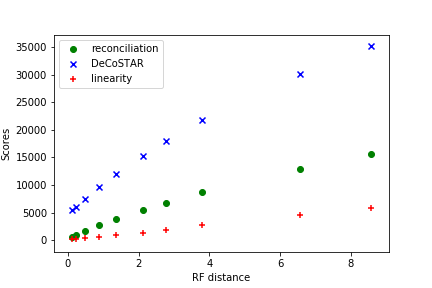 35000
30000
25000
20000
15000
10000
5000
0
Scores
reconciliation
DeCoSTAR
linearity
0 2 4 6 8
RF distance